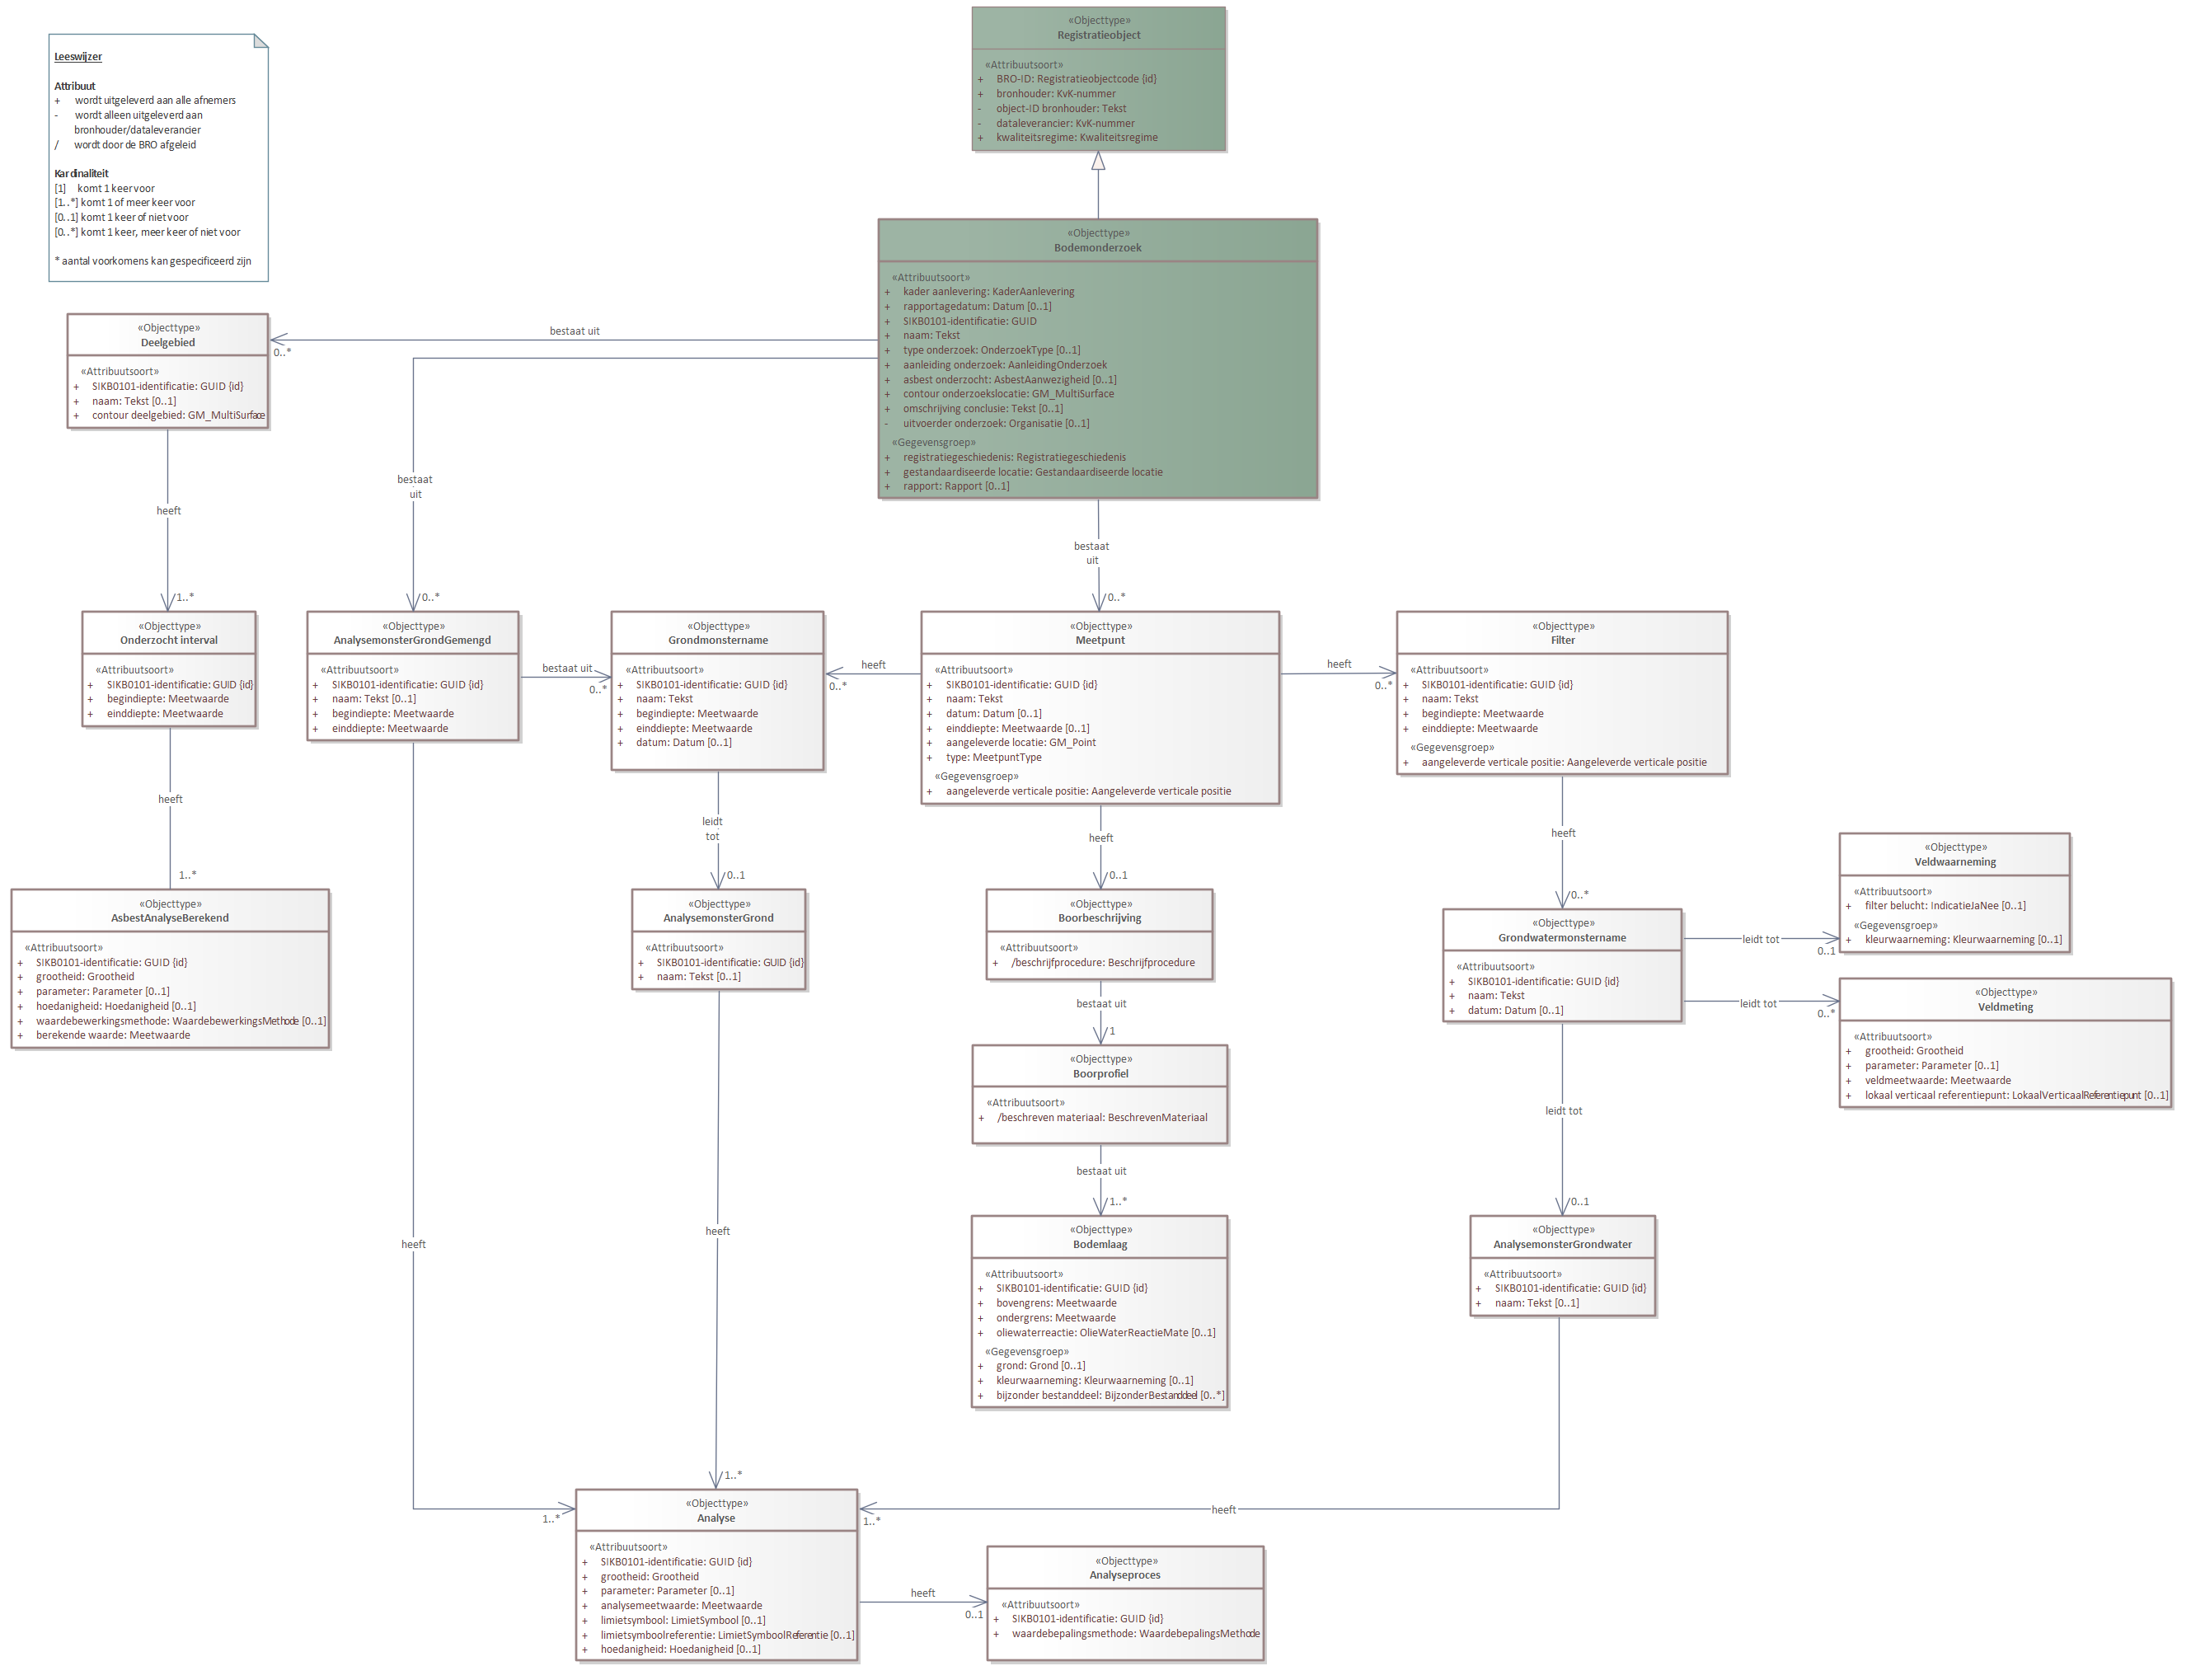 Leeswijzer
Attribuut
+ wordt uitgeleverd aan alle afnemers
- wordt alleen uitgeleverd aan
bronhouder/dataleverancier
/ wordt door de BRO afgeleid
Kardinaliteit
[1] komt 1 keer voor
[1..*] komt 1 of meer keer voor
[0..1] komt 1 keer of niet voor
[0..*] komt 1 keer, meer keer of niet voor
* aantal voorkomens kan gespecificeerd zijn
«Objecttype»
Registratieobject
«Attribuutsoort»
+ BRO-ID: Registratieobjectcode {id}
+ bronhouder: KvK-nummer
- object-ID bronhouder: Tekst
- dataleverancier: KvK-nummer
+ kwaliteitsregime: Kwaliteitsregime
«Objecttype»
Bodemonderzoek
«Attribuutsoort»
+ kader aanlevering: KaderAanlevering
+ rapportagedatum: Datum [0..1]
+ SIKB0101-identificatie: GUID
+ naam: Tekst
+ type onderzoek: OnderzoekType [0..1]
+ aanleiding onderzoek: AanleidingOnderzoek
+ asbest onderzocht: AsbestAanwezigheid [0..1]
+ contour onderzoekslocatie: GM_MultiSurface
+ omschrijving conclusie: Tekst [0..1]
- uitvoerder onderzoek: Organisatie [0..1]
«Gegevensgroep»
+ registratiegeschiedenis: Registratiegeschiedenis
+ gestandaardiseerde locatie: Gestandaardiseerde locatie
+ rapport: Rapport [0..1]
bestaat uit
0..*
«Objecttype»
Deelgebied
«Attribuutsoort»
+ SIKB0101-identificatie: GUID {id}
+ naam: Tekst [0..1]
+ contour deelgebied: GM_MultiSurface
heeft
1..*
bestaat
uit
0..*
bestaat
uit
0..*
«Objecttype»
Onderzocht interval
«Attribuutsoort»
+ SIKB0101-identificatie: GUID {id}
+ begindiepte: Meetwaarde
+ einddiepte: Meetwaarde
heeft
1..*
«Objecttype»
AnalysemonsterGrondGemengd
«Attribuutsoort»
+ SIKB0101-identificatie: GUID {id}
+ naam: Tekst [0..1]
+ begindiepte: Meetwaarde
+ einddiepte: Meetwaarde
bestaat uit
0..*
«Objecttype»
Grondmonstername
«Attribuutsoort»
+ SIKB0101-identificatie: GUID {id}
+ naam: Tekst
+ begindiepte: Meetwaarde
+ einddiepte: Meetwaarde
+ datum: Datum [0..1]
heeft
0..*
«Objecttype»
Meetpunt
«Attribuutsoort»
+ SIKB0101-identificatie: GUID {id}
+ naam: Tekst
+ datum: Datum [0..1]
+ einddiepte: Meetwaarde [0..1]
+ aangeleverde locatie: GM_Point
+ type: MeetpuntType
«Gegevensgroep»
+ aangeleverde verticale positie: Aangeleverde verticale positie
heeft
0..*
«Objecttype»
Filter
«Attribuutsoort»
+ SIKB0101-identificatie: GUID {id}
+ naam: Tekst
+ begindiepte: Meetwaarde
+ einddiepte: Meetwaarde
«Gegevensgroep»
+ aangeleverde verticale positie: Aangeleverde verticale positie
leidt
tot
0..1
heeft
0..1
heeft
0..*
«Objecttype»
AsbestAnalyseBerekend
«Attribuutsoort»
+ SIKB0101-identificatie: GUID {id}
+ grootheid: Grootheid
+ parameter: Parameter [0..1]
+ hoedanigheid: Hoedanigheid [0..1]
+ waardebewerkingsmethode: WaardebewerkingsMethode [0..1]
+ berekende waarde: Meetwaarde
«Objecttype»
AnalysemonsterGrond
«Attribuutsoort»
+ SIKB0101-identificatie: GUID {id}
+ naam: Tekst [0..1]
«Objecttype»
Boorbeschrijving
«Attribuutsoort»
+ /beschrijfprocedure: Beschrijfprocedure
bestaat uit
1
«Objecttype»
Grondwatermonstername
«Attribuutsoort»
+ SIKB0101-identificatie: GUID {id}
+ naam: Tekst
+ datum: Datum [0..1]
leidt tot
0..1
leidt tot
0..*
«Objecttype»
Veldwaarneming
«Attribuutsoort»
+ filter belucht: IndicatieJaNee [0..1]
«Gegevensgroep»
+ kleurwaarneming: Kleurwaarneming [0..1]
«Objecttype»
Veldmeting
«Attribuutsoort»
+ grootheid: Grootheid
+ parameter: Parameter [0..1]
+ veldmeetwaarde: Meetwaarde
+ lokaal verticaal referentiepunt: LokaalVerticaalReferentiepunt [0..1]
«Objecttype»
Boorprofiel
«Attribuutsoort»
+ /beschreven materiaal: BeschrevenMateriaal
bestaat uit
1..*
leidt tot
0..1
«Objecttype»
Bodemlaag
«Attribuutsoort»
+ SIKB0101-identificatie: GUID {id}
+ bovengrens: Meetwaarde
+ ondergrens: Meetwaarde
+ oliewaterreactie: OlieWaterReactieMate [0..1]
«Gegevensgroep»
+ grond: Grond [0..1]
+ kleurwaarneming: Kleurwaarneming [0..1]
+ bijzonder bestanddeel: BijzonderBestanddeel [0..*]
«Objecttype»
AnalysemonsterGrondwater
«Attribuutsoort»
+ SIKB0101-identificatie: GUID {id}
+ naam: Tekst [0..1]
heeft
1..*
heeft
1..*
heeft
1..*
«Objecttype»
Analyse
«Attribuutsoort»
+ SIKB0101-identificatie: GUID {id}
+ grootheid: Grootheid
+ parameter: Parameter [0..1]
+ analysemeetwaarde: Meetwaarde
+ limietsymbool: LimietSymbool [0..1]
+ limietsymboolreferentie: LimietSymboolReferentie [0..1]
+ hoedanigheid: Hoedanigheid [0..1]
heeft
0..1
«Objecttype»
Analyseproces
«Attribuutsoort»
+ SIKB0101-identificatie: GUID {id}
+ waardebepalingsmethode: WaardebepalingsMethode